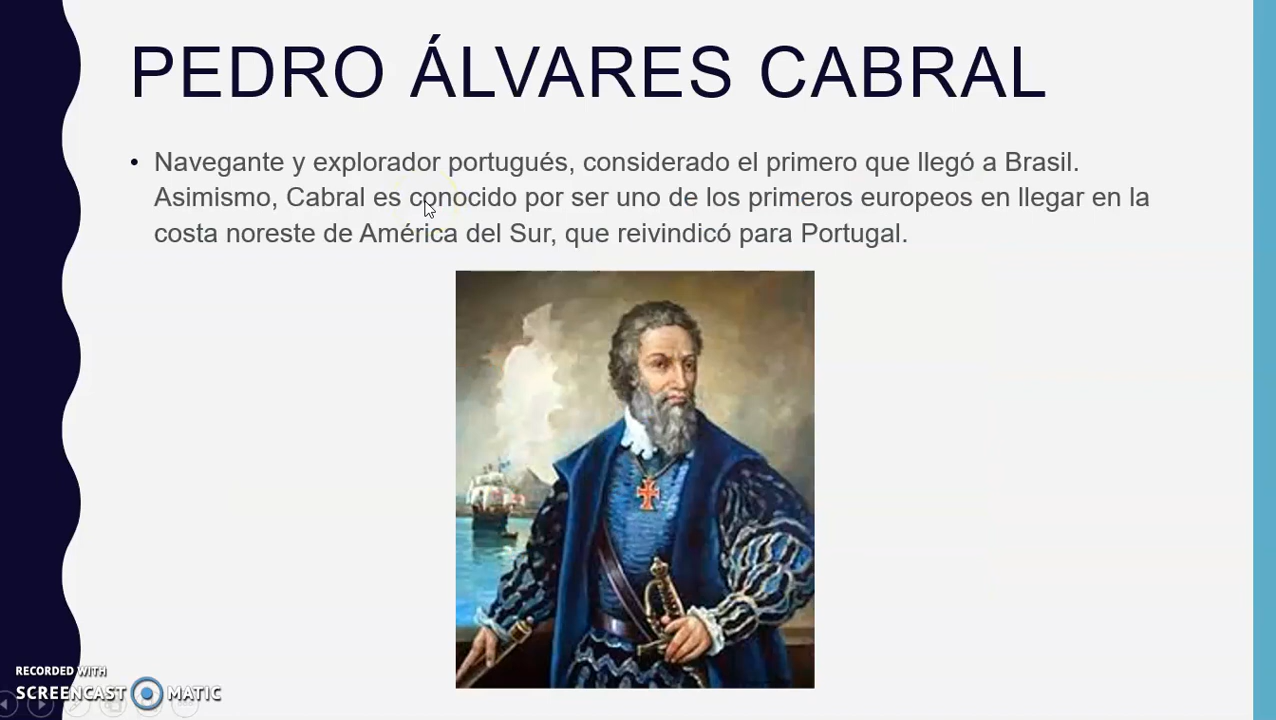 PEDRO ÁLVARES CABRAL
• Navegante y explorador portugués, considerado el primero que llegó a Brasil.
Asimismo, Cabral es conocido por ser uno de los primeros europeos en llegar en la
costa noreste de América del Sur, que reivindicó para Portugal.
RECORDED WITH
SCREENCAST MATIC